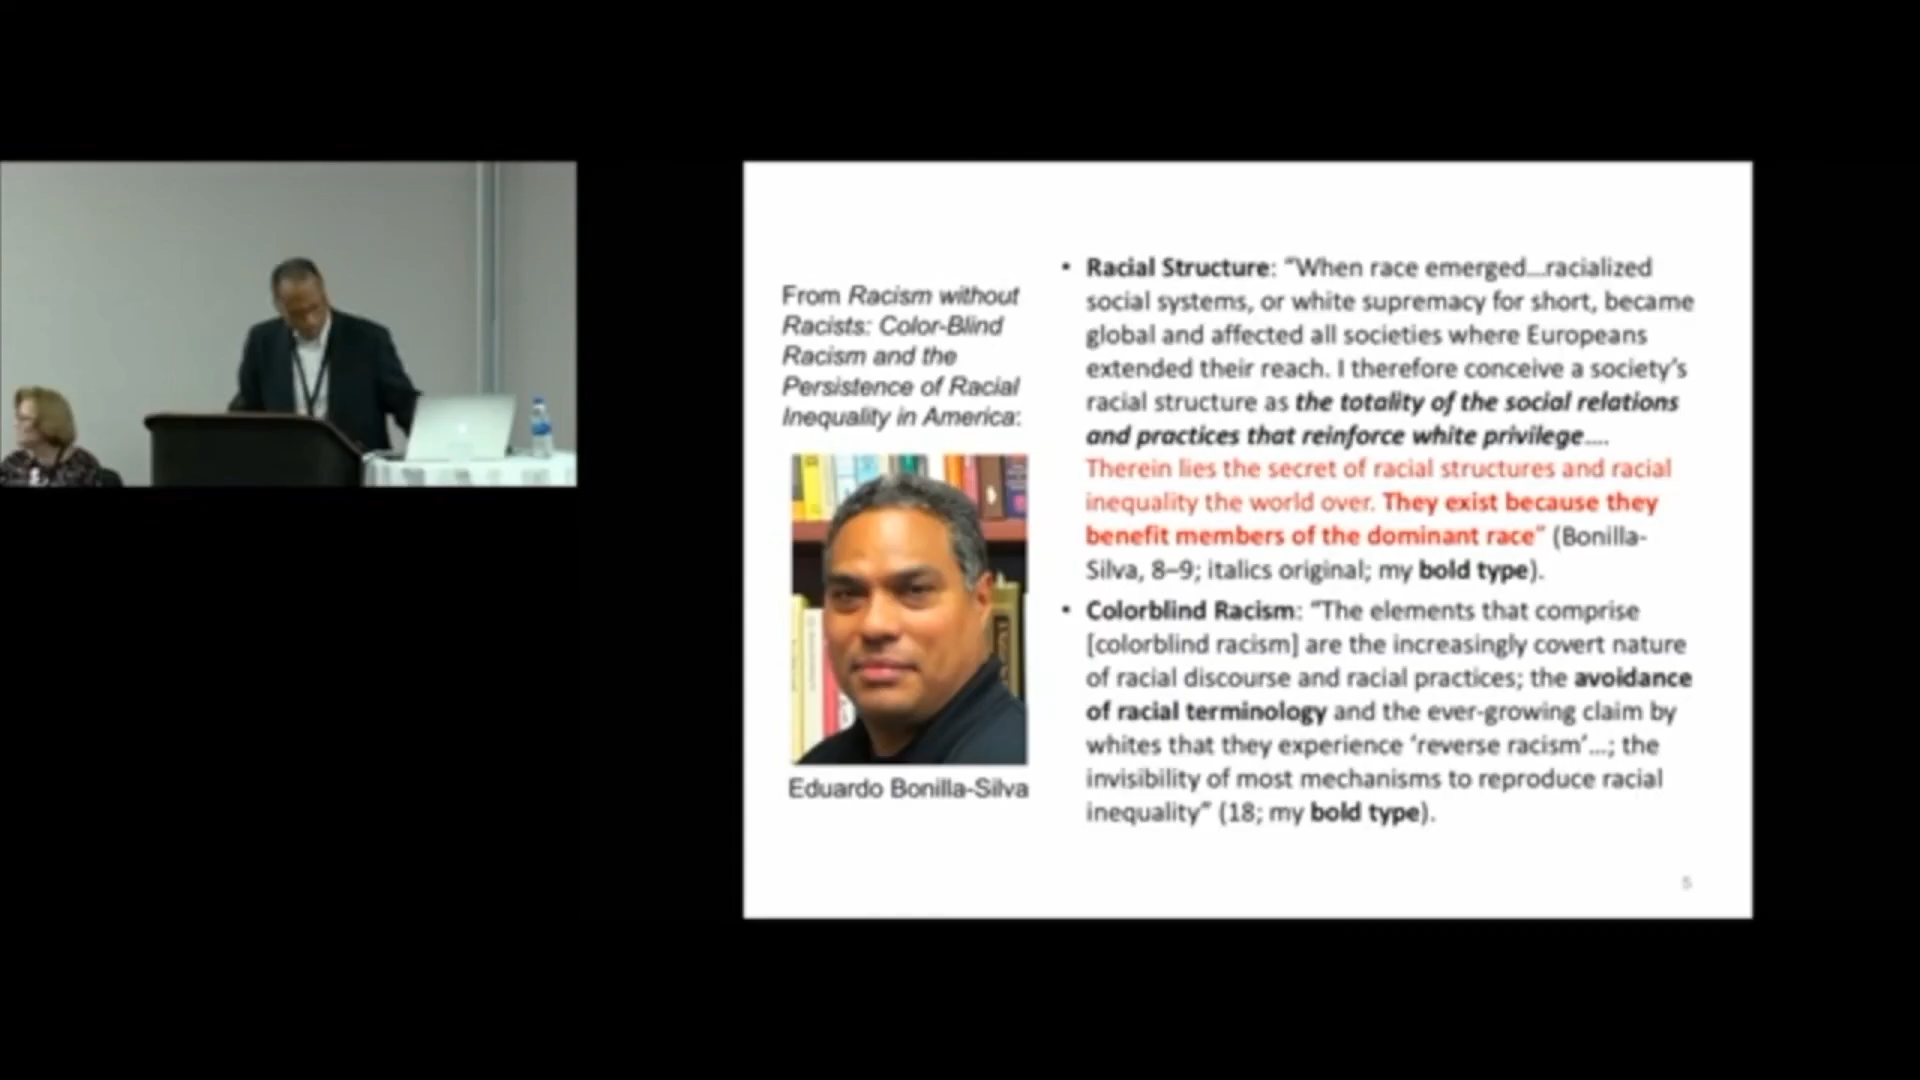 From Racism without
Racists: Color-Blind
Racism and the
Persistence of Racial
Inequality in America:
Eduardo Bonilla-Silva
• Racial Structure: "When race emerged...racialized
social systems, or white supremacy for short, became
global and affected all societies where Europeans
extended their reach. I therefore conceive a society's
racial structure as the totality of the social relations
and practices that reinforce white privilege....
Therein lies the secret of racial structures and racial
inequality the world over. They exist because they
benefit members of the dominant race" (Bonilla-
Silva, 8–9; italics original; my bold type).
• Colorblind Racism: "The elements that comprise
[colorblind racism] are the increasingly covert nature
of racial discourse and racial practices; the avoidance
of racial terminology and the ever-growing claim by
whites that they experience 'reverse racism'...; the
invisibility of most mechanisms to reproduce racial
inequality" (18; my bold type).
5